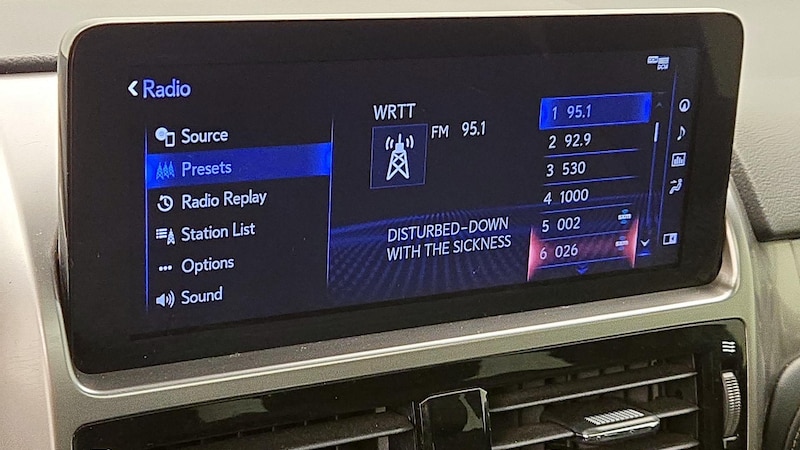 Radio
Source
Presets
Radio Replay
Station List
Options
Sound
WRTT
FM 95.1
DISTURBED-DOWN
WITH THE SICKNESS
1 95.1
2 92.9
3 530
4 1000
5 002
6 026
DCM